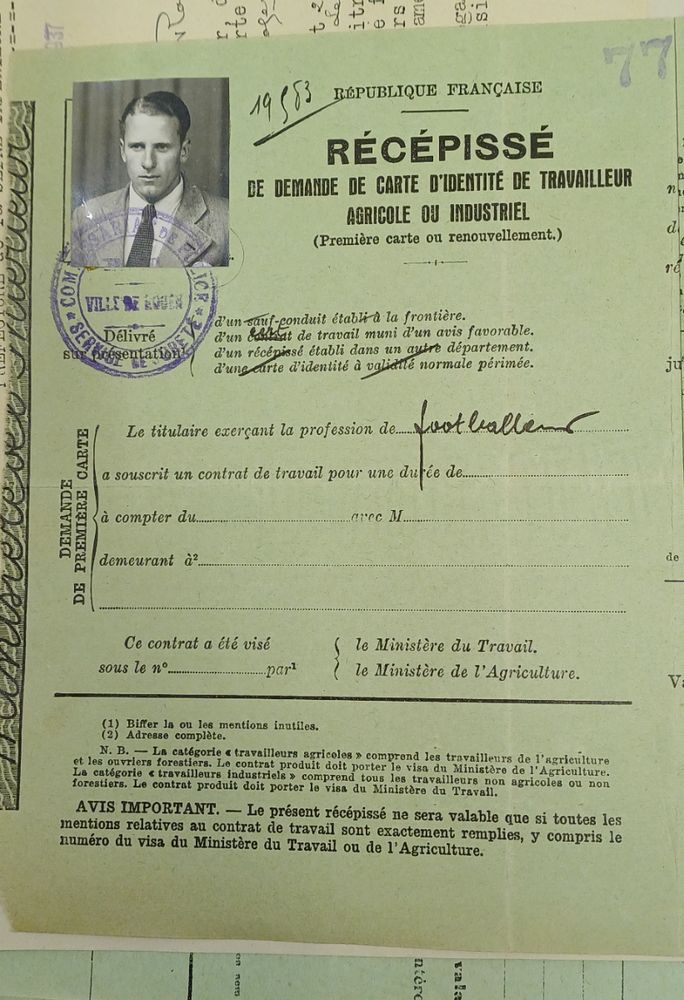 77
19583
RÉPUBLIQUE FRANÇAISE
RÉCÉPISSÉ
DE DEMANDE DE CARTE D'IDENTITÉ DE TRAVAILLEUR
AGRICOLE OU INDUSTRIEL
(Première carte ou renouvellement.)
VILLE DE ROUEN
Délivré
sur présentation
d'un sauf-conduit établi à la frontière.
d'un contrat de travail muni d'un avis favorable.
d'un récépissé établi dans un autre département.
d'une carte d'identité à validité normale périmée.
DEMANDE
DE PREMIÈRE CARTE
Le titulaire exerçant la profession de footballeur
a souscrit un contrat de travail pour une durée de
à compter du avec M
demeurant à²
Ce contrat a été visé
sous le nº par¹
le Ministère du Travail.
le Ministère de l'Agriculture.
(1) Biffer la ou les mentions inutiles.
(2) Adresse complète.
N. B. — La catégorie « travailleurs agricoles » comprend les travailleurs de l'agriculture
et les ouvriers forestiers. Le contrat produit doit porter le visa du Ministère de l'Agriculture.
La catégorie « travailleurs industriels » comprend tous les travailleurs non agricoles ou non
forestiers. Le contrat produit doit porter le visa du Ministère du Travail.
AVIS IMPORTANT. — Le présent récépissé ne sera valable que si toutes les
mentions relatives au contrat de travail sont exactement remplies, y compris le
numéro du visa du Ministère du Travail ou de l'Agriculture.